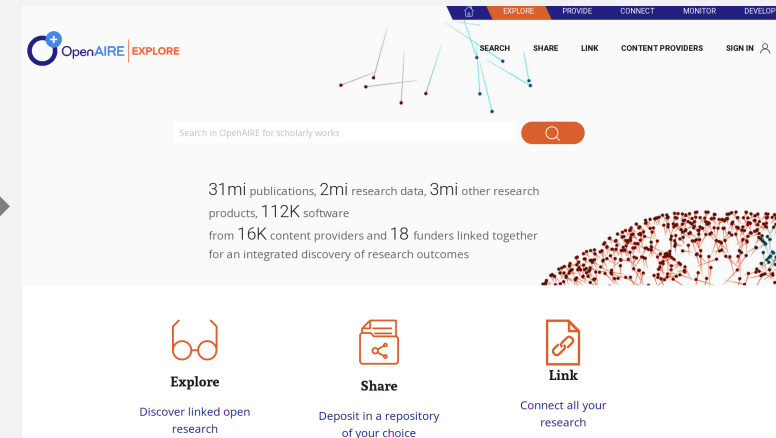 EXPLORE PROVIDE CONNECT MONITOR DEVELOP
OpenAIRE EXPLORE
SEARCH SHARE LINK CONTENT PROVIDERS SIGN IN
Search in OpenAIRE for scholarly works
31mi publications, 2mi research data, 3mi other research
products, 112K software
from 16K content providers and 18 funders linked together
for an integrated discovery of research outcomes
Explore
Discover linked open
research
Share
Deposit in a repository
of your choice
Link
Connect all your
research